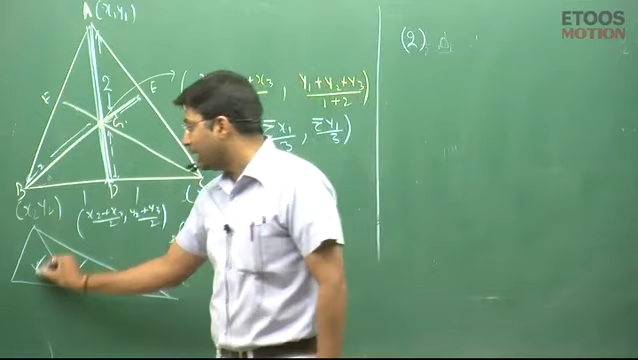 A (x₁y₁)
ETOOS
MOTION
(2)
F
2
E
+x₃ , y₁+y₂+y₃/1+2)
G
Σx₁/3 , Σy₁/3)
2
B
D
1 1
(x₂y₂)
(x₂+x₃/2, y₂+y₃/2)